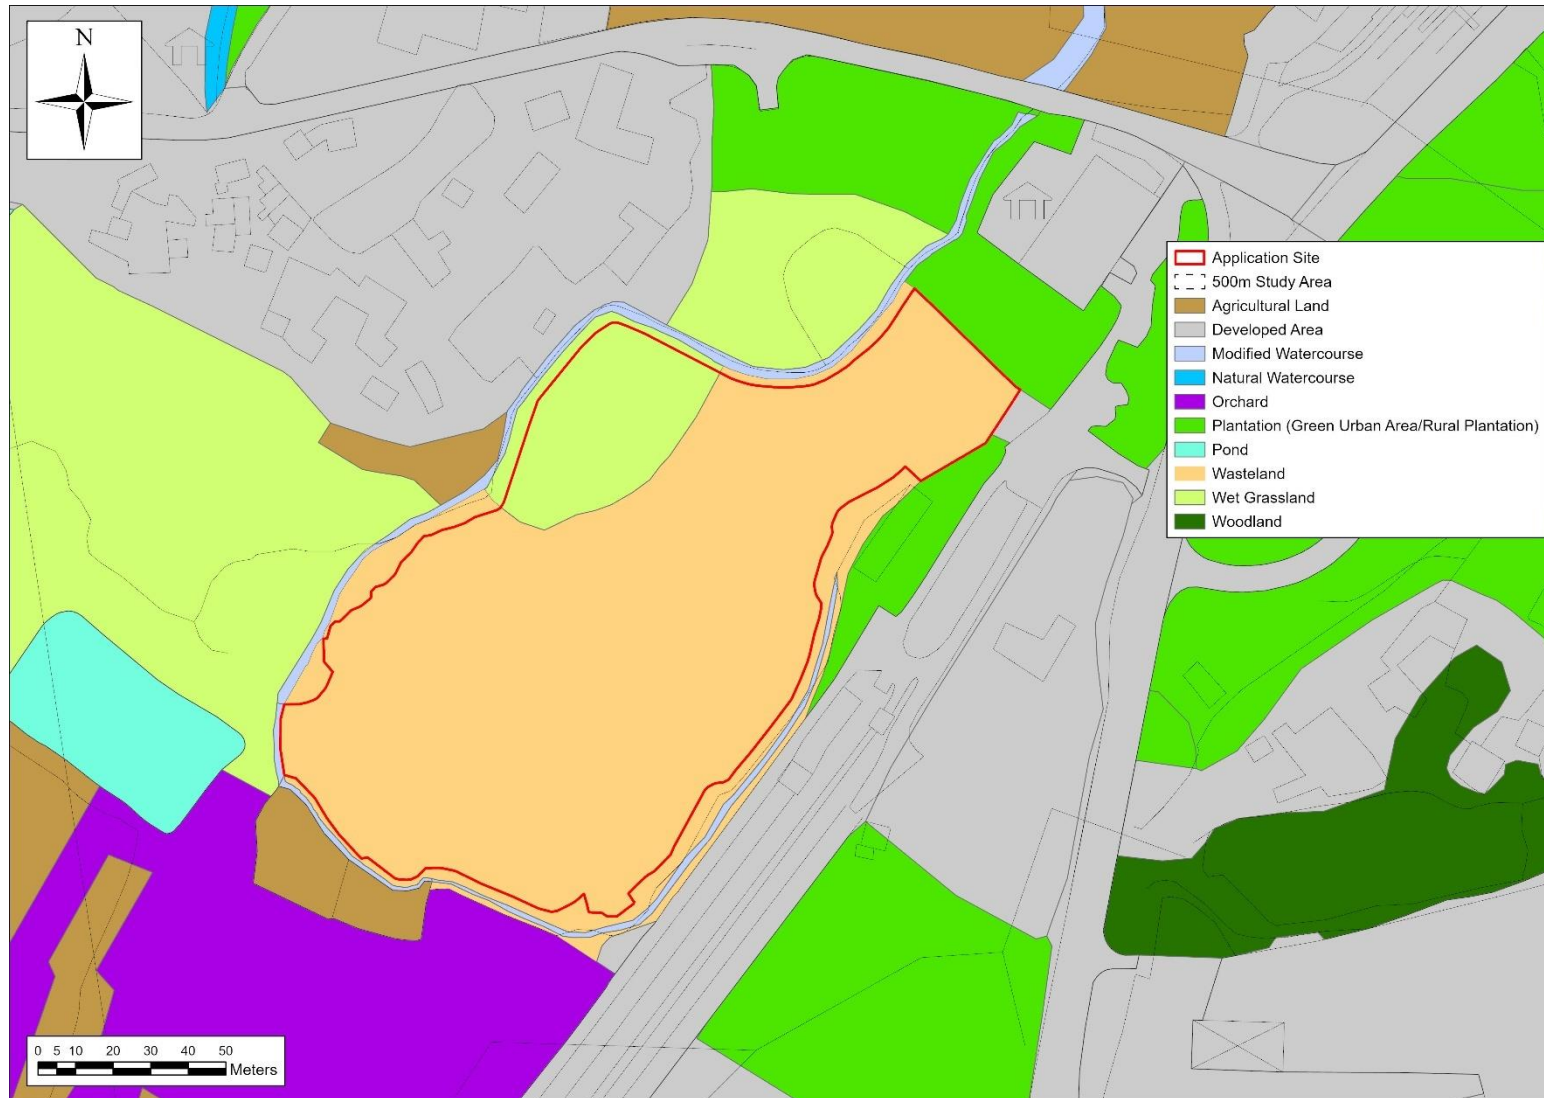 N
Application Site
500m Study Area
Agricultural Land
Developed Area
Modified Watercourse
Natural Watercourse
Orchard
Plantation (Green Urban Area/Rural Plantation)
Pond
Wasteland
Wet Grassland
Woodland
0 5 10 20 30 40 50
Meters